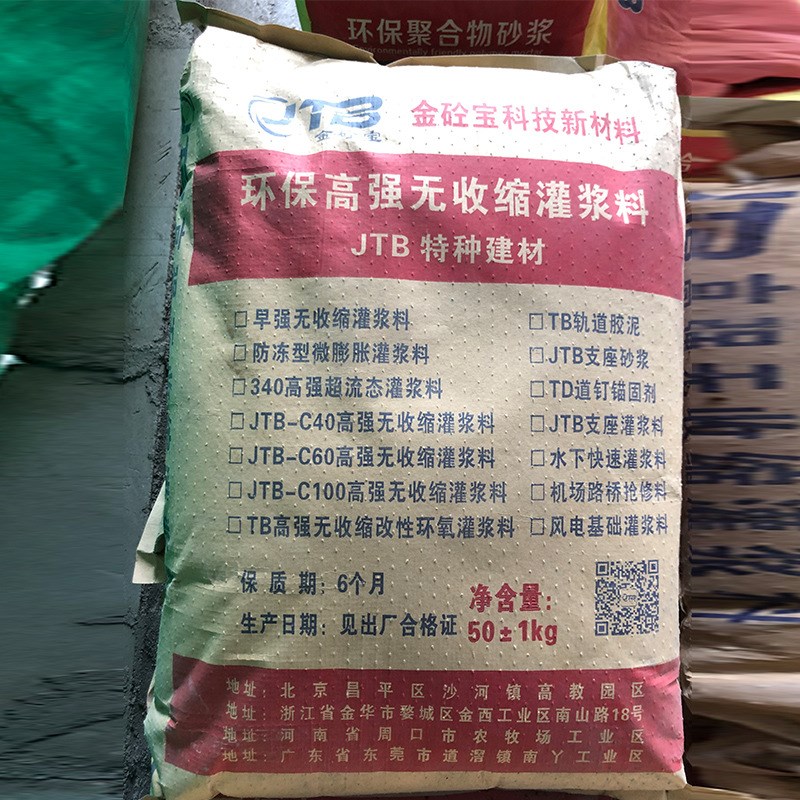 环保聚合物砂浆
Environmentally friendly polymer mortar
JTB 金砼宝科技新材料
金砼宝
环保高强无收缩灌浆料
JTB 特种建材
□早强无收缩灌浆料
□防冻型微膨胀灌浆料
□340高强超流态灌浆料
□JTB-C40高强无收缩灌浆料
□JTB-C60高强无收缩灌浆料
□JTB-C100高强无收缩灌浆料
□TB高强无收缩改性环氧灌浆料
□TB轨道胶泥
□JTB支座砂浆
□TD道钉锚固剂
□JTB支座灌浆料
□水下快速灌浆料
□机场路桥抢修料
□风电基础灌浆料
保 质 期：6个月
生产日期：见出厂合格证
净含量：
50±1kg
地址：北京昌平区沙河镇高教园区
地址：浙江省金华市婺城区金西工业区南山路18号
地址：河南省周口市农牧场工业区
地址：广东省东莞市道滘镇南丫工业区